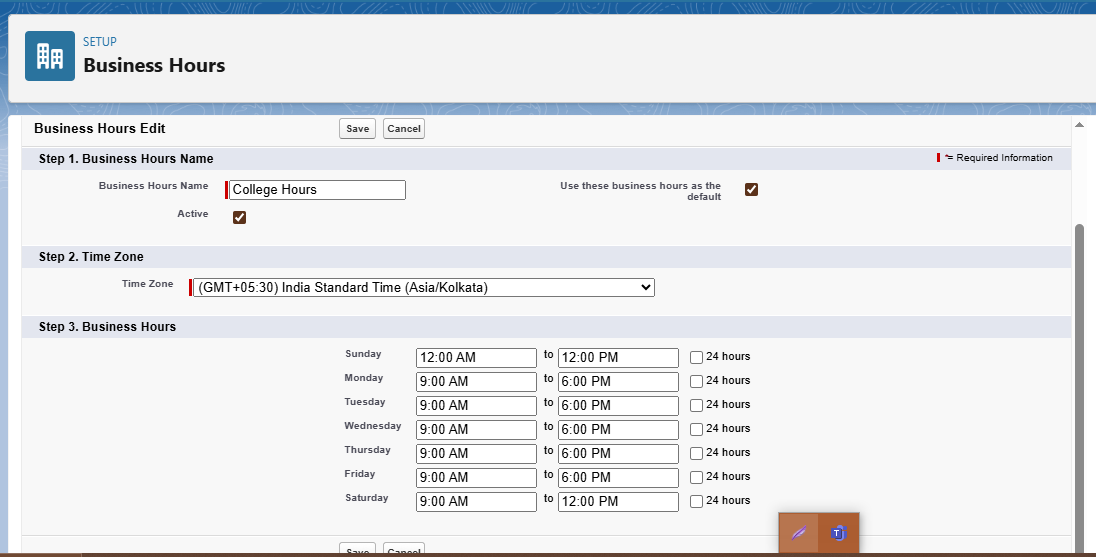 SETUP
Business Hours
Business Hours Edit Save Cancel
Step 1. Business Hours Name *= Required Information
Business Hours Name College Hours Use these business hours as the
default
Active
Step 2. Time Zone
Time Zone (GMT+05:30) India Standard Time (Asia/Kolkata)
Step 3. Business Hours
Sunday 12:00 AM to 12:00 PM 24 hours
Monday 9:00 AM to 6:00 PM 24 hours
Tuesday 9:00 AM to 6:00 PM 24 hours
Wednesday 9:00 AM to 6:00 PM 24 hours
Thursday 9:00 AM to 6:00 PM 24 hours
Friday 9:00 AM to 6:00 PM 24 hours
Saturday 9:00 AM to 12:00 PM 24 hours
Save Cancel